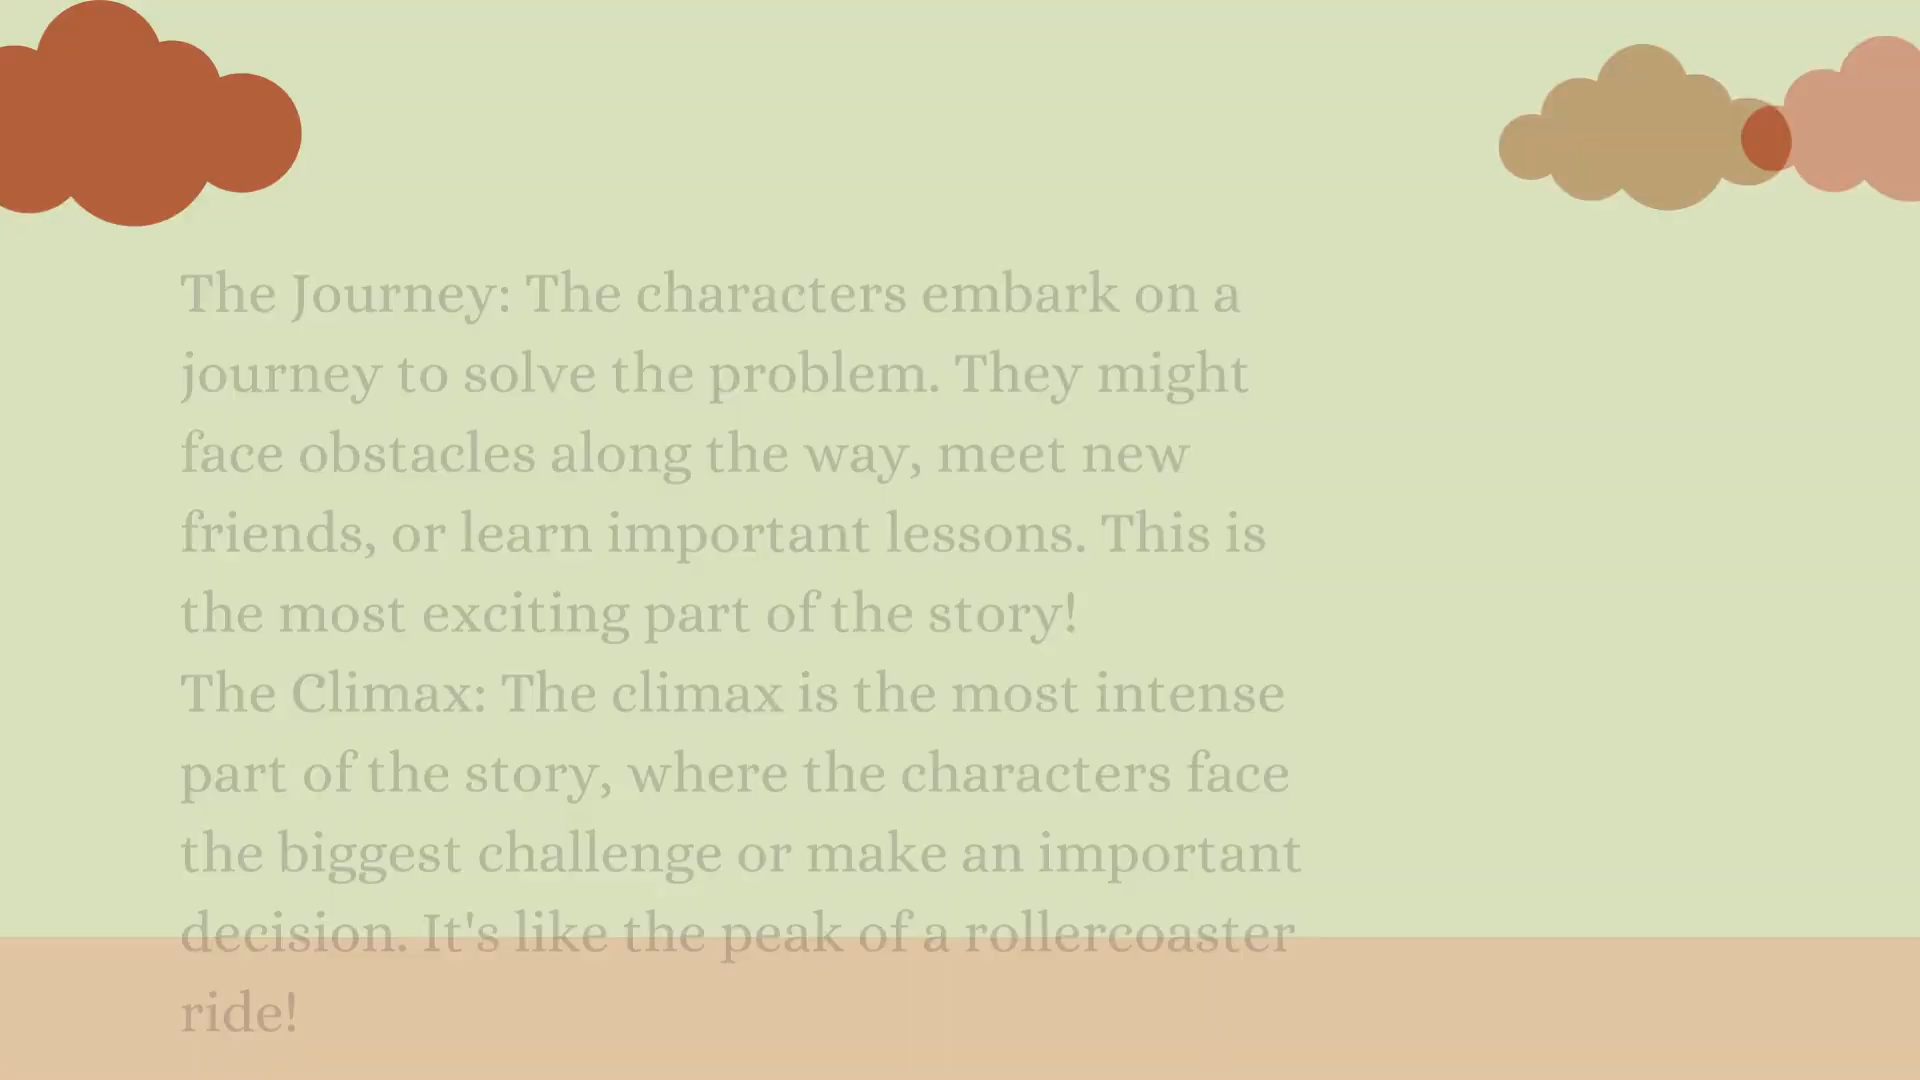 The Journey: The characters embark on a
journey to solve the problem. They might
face obstacles along the way, meet new
friends, or learn important lessons. This is
the most exciting part of the story!
The Climax: The climax is the most intense
part of the story, where the characters face
the biggest challenge or make an important
decision. It's like the peak of a rollercoaster
ride!